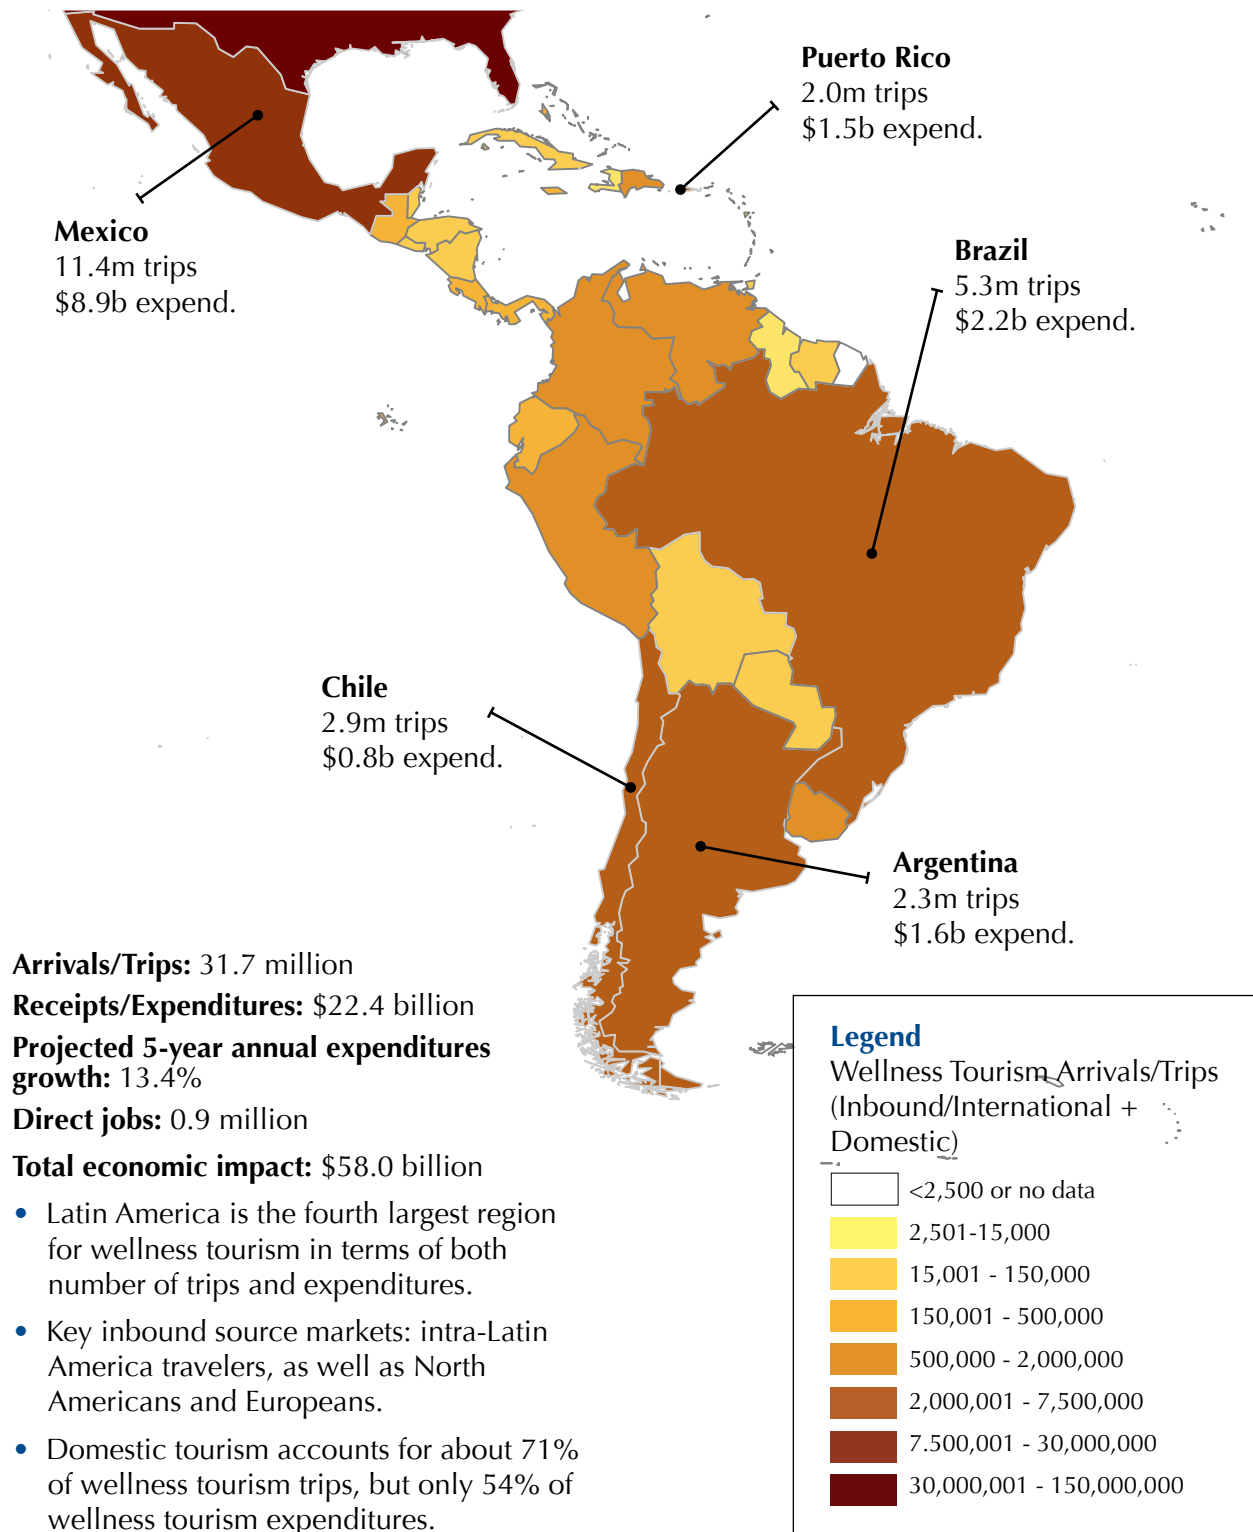 Puerto Rico
2.0m trips
$1.5b expend.
Mexico
11.4m trips
$8.9b expend.
Brazil
5.3m trips
$2.2b expend.
Chile
2.9m trips
$0.8b expend.
Argentina
2.3m trips
$1.6b expend.
Arrivals/Trips: 31.7 million
Receipts/Expenditures: $22.4 billion
Projected 5-year annual expenditures
growth: 13.4%
Direct jobs: 0.9 million
Total economic impact: $58.0 billion
• Latin America is the fourth largest region
for wellness tourism in terms of both
number of trips and expenditures.
• Key inbound source markets: intra-Latin
America travelers, as well as North
Americans and Europeans.
• Domestic tourism accounts for about 71%
of wellness tourism trips, but only 54% of
wellness tourism expenditures.
Legend
Wellness Tourism Arrivals/Trips
(Inbound/International +
Domestic)
<2,500 or no data
2,501-15,000
15,001 - 150,000
150,001 - 500,000
500,000 - 2,000,000
2,000,001 - 7,500,000
7.500,001 - 30,000,000
30,000,001 - 150,000,000